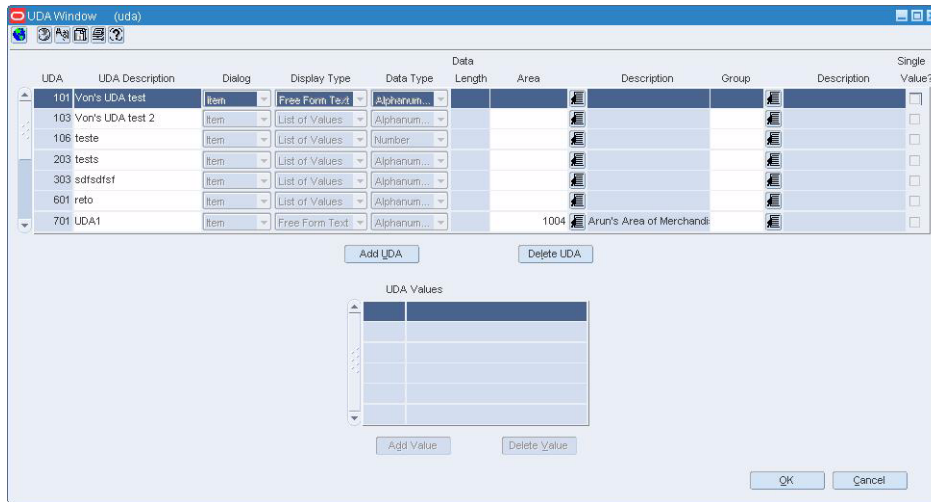 UDA Window (uda)
Data Single
UDA UDA Description Dialog Display Type Data Type Length Area Description Group Description Value?
101 Von's UDA test Item Free Form Text Alphanum...
103 Von's UDA test 2 Item List of Values Alphanum...
106 teste Item List of Values Number
203 tests Item List of Values Alphanum...
303 sdfsdfsf Item List of Values Alphanum...
601 reto Item List of Values Alphanum...
701 UDA1 Item Free Form Text Alphanum... 1004 Arun's Area of Merchandi
Add UDA Delete UDA
UDA Values
Add Value Delete Value
OK Cancel